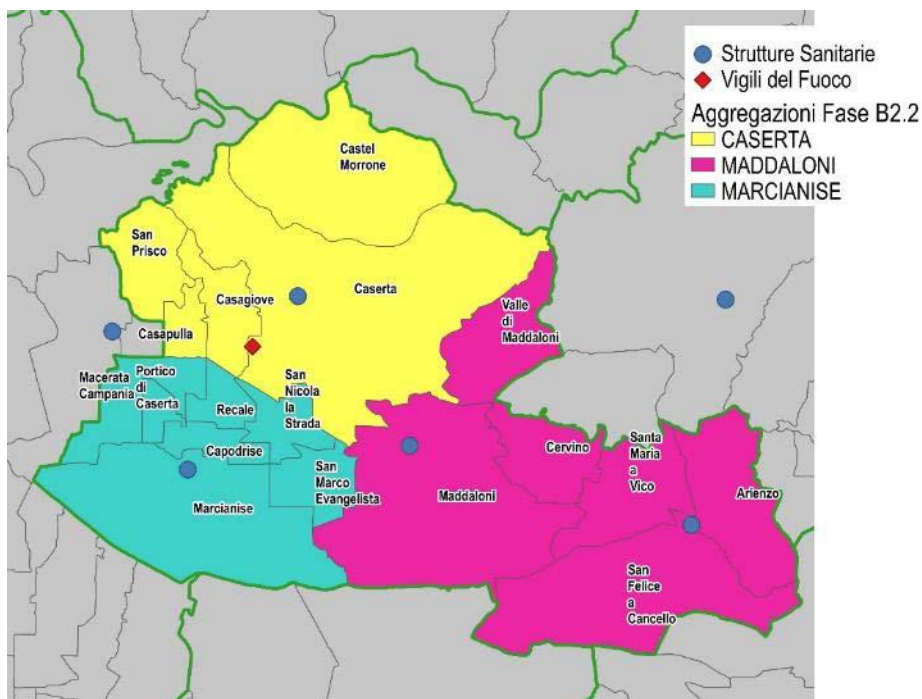 Strutture Sanitarie
Vigili del Fuoco
Aggregazioni Fase B2.2
CASERTA
MADDALONI
MARCIANISE
Castel
Morrone
San
Prisco
Casagiove
Caserta
Valle
di
Maddaloni
Casapulla
Macerata
Campania
Portico
di
Caserta
Recale
San
Nicola
la
Strada
Capodrise
San
Marco
Evangelista
Marcianise
Maddaloni
Cervino
Santa
Maria
a
Vico
Arienzo
San
Felice
a
Cancello